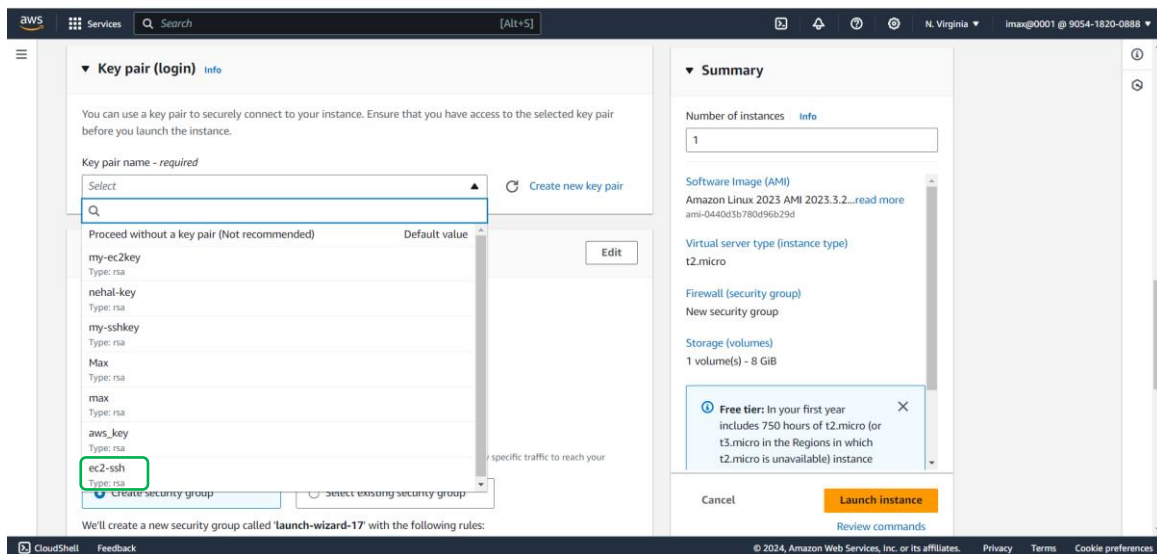 aws Services Search [Alt+S] N. Virginia imax@0001 @ 9054-1820-0888
Key pair (login) Info
You can use a key pair to securely connect to your instance. Ensure that you have access to the selected key pair
before you launch the instance.
Key pair name - required
Select Create new key pair
Proceed without a key pair (Not recommended) Default value
my-ec2key
Type: rsa
nehal-key
Type: rsa
my-sshkey
Type: rsa
Max
Type: rsa
max
Type: rsa
aws_key
Type: rsa
ec2-ssh
Type: rsa
Edit
specific traffic to reach your
Create security group Select existing security group
We'll create a new security group called 'launch-wizard-17' with the following rules:
Summary
Number of instances Info
1
Software Image (AMI)
Amazon Linux 2023 AMI 2023.3.2...read more
ami-0440d3b780d96b29d
Virtual server type (instance type)
t2.micro
Firewall (security group)
New security group
Storage (volumes)
1 volume(s) - 8 GiB
Free tier: In your first year
includes 750 hours of t2.micro (or
t3.micro in the Regions in which
t2.micro is unavailable) instance
Cancel Launch instance
Review commands
CloudShell Feedback © 2024, Amazon Web Services, Inc. or its affiliates. Privacy Terms Cookie preferences